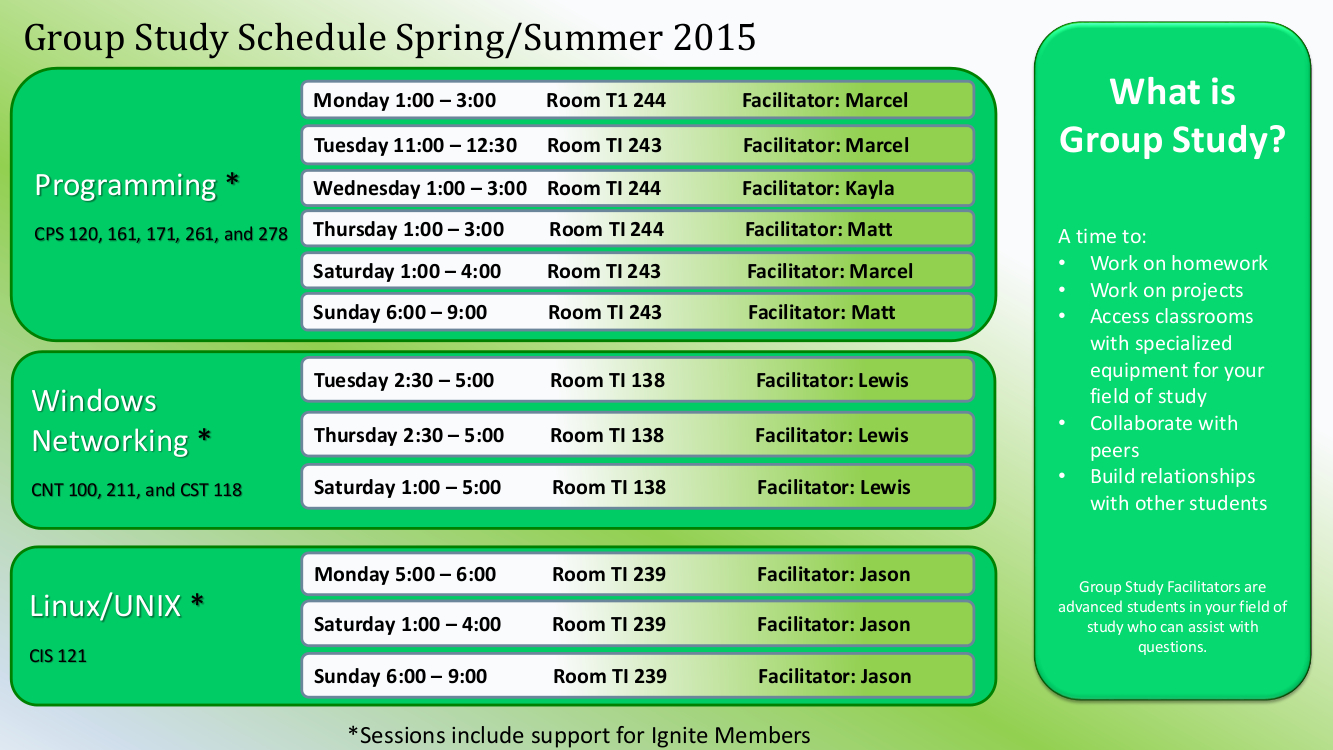 Group Study Schedule Spring/Summer 2015
Programming *
CPS 120, 161, 171, 261, and 278
Monday 1:00 – 3:00 Room T1 244 Facilitator: Marcel
Tuesday 11:00 – 12:30 Room TI 243 Facilitator: Marcel
Wednesday 1:00 – 3:00 Room TI 244 Facilitator: Kayla
Thursday 1:00 – 3:00 Room TI 244 Facilitator: Matt
Saturday 1:00 – 4:00 Room TI 243 Facilitator: Marcel
Sunday 6:00 – 9:00 Room TI 243 Facilitator: Matt
Windows
Networking *
CNT 100, 211, and CST 118
Tuesday 2:30 – 5:00 Room TI 138 Facilitator: Lewis
Thursday 2:30 – 5:00 Room TI 138 Facilitator: Lewis
Saturday 1:00 – 5:00 Room TI 138 Facilitator: Lewis
Linux/UNIX *
CIS 121
Monday 5:00 – 6:00 Room TI 239 Facilitator: Jason
Saturday 1:00 – 4:00 Room TI 239 Facilitator: Jason
Sunday 6:00 – 9:00 Room TI 239 Facilitator: Jason
*Sessions include support for Ignite Members
What is
Group Study?
A time to:
• Work on homework
• Work on projects
• Access classrooms
with specialized
equipment for your
field of study
• Collaborate with
peers
• Build relationships
with other students
Group Study Facilitators are
advanced students in your field of
study who can assist with
questions.